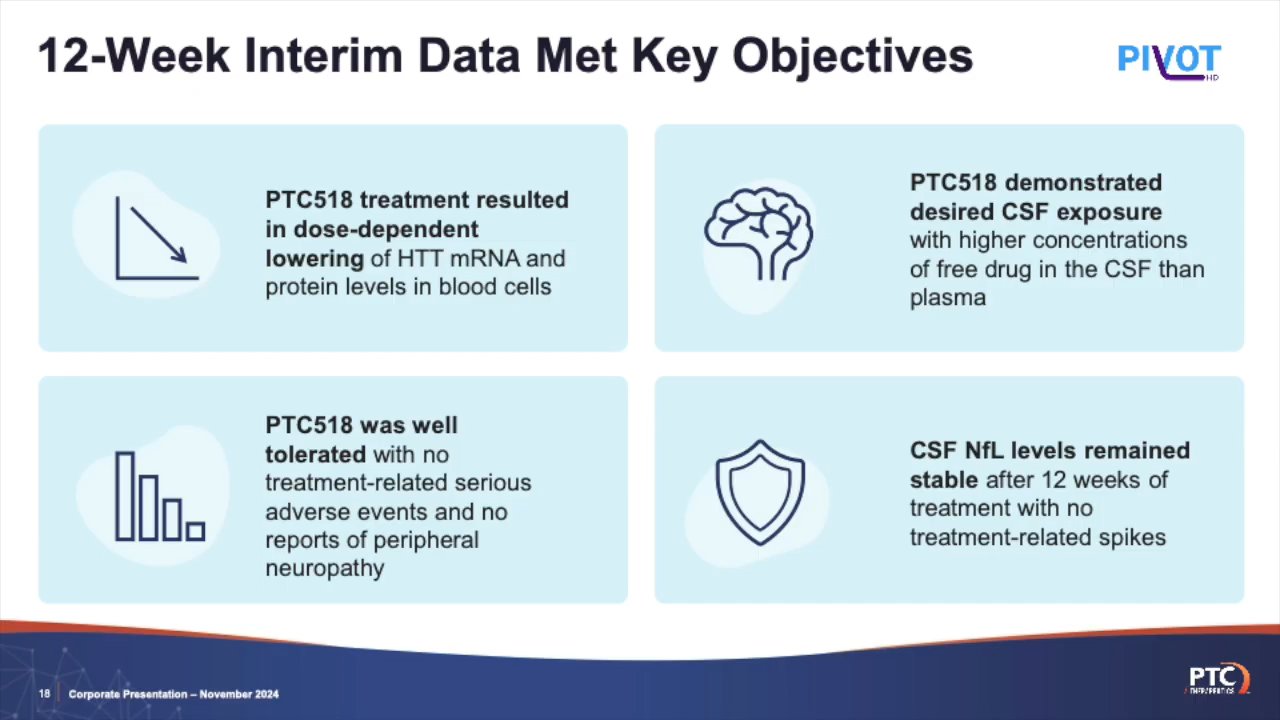 12-Week Interim Data Met Key Objectives
PIVOT
HD
PTC518 treatment resulted
in dose-dependent
lowering of HTT mRNA and
protein levels in blood cells
PTC518 demonstrated
desired CSF exposure
with higher concentrations
of free drug in the CSF than
plasma
PTC518 was well
tolerated with no
treatment-related serious
adverse events and no
reports of peripheral
neuropathy
CSF NfL levels remained
stable after 12 weeks of
treatment with no
treatment-related spikes
18
Corporate Presentation – November 2024
PTC
THERAPEUTICS